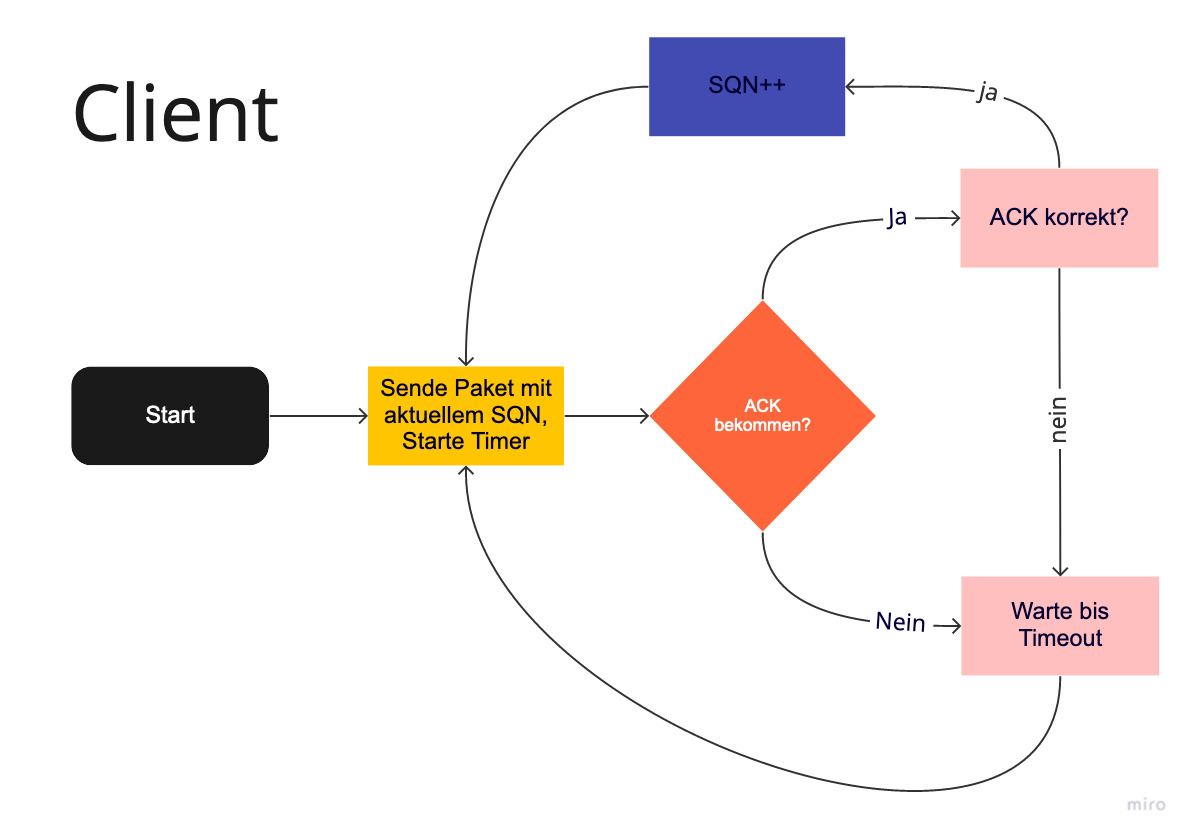 Client
SQN++
ja
Ja
ACK korrekt?
Start
Sende Paket mit
aktuellem SQN,
Starte Timer
ACK
bekommen?
nein
Nein
Warte bis
Timeout
miro